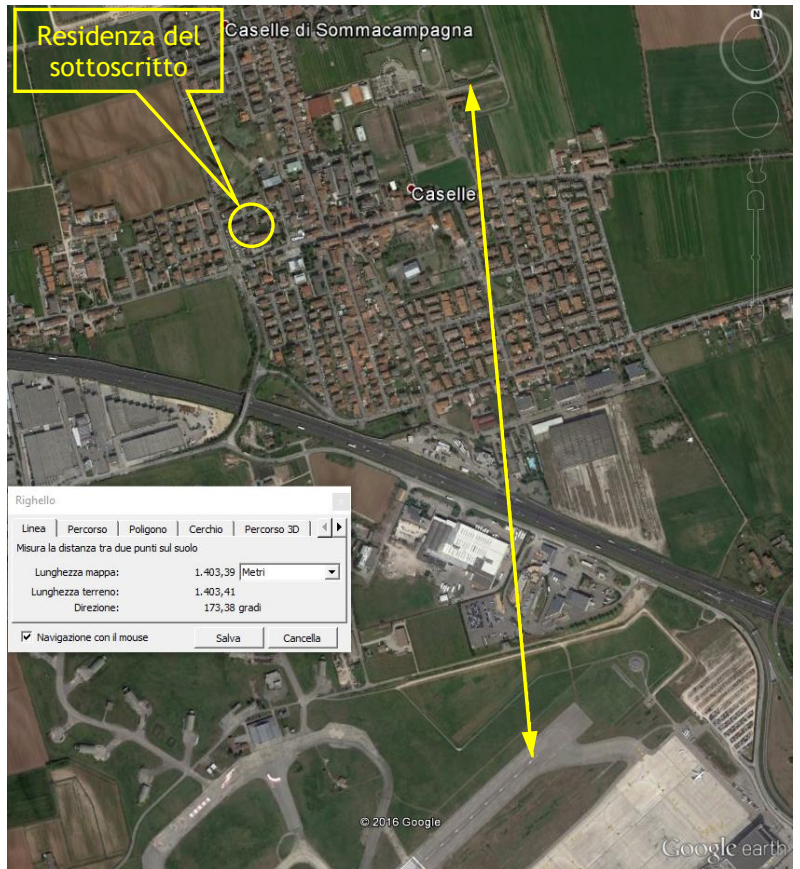 Residenza del
sottoscritto
Caselle di Sommacampagna
N
Caselle
Righello
Linea Percorso Poligono Cerchio Percorso 3D
Misura la distanza tra due punti sul suolo
Lunghezza mappa: 1.403,39 Metri
Lunghezza terreno: 1.403,41
Direzione: 173,38 gradi
Navigazione con il mouse Salva Cancella
© 2016 Google
Google earth